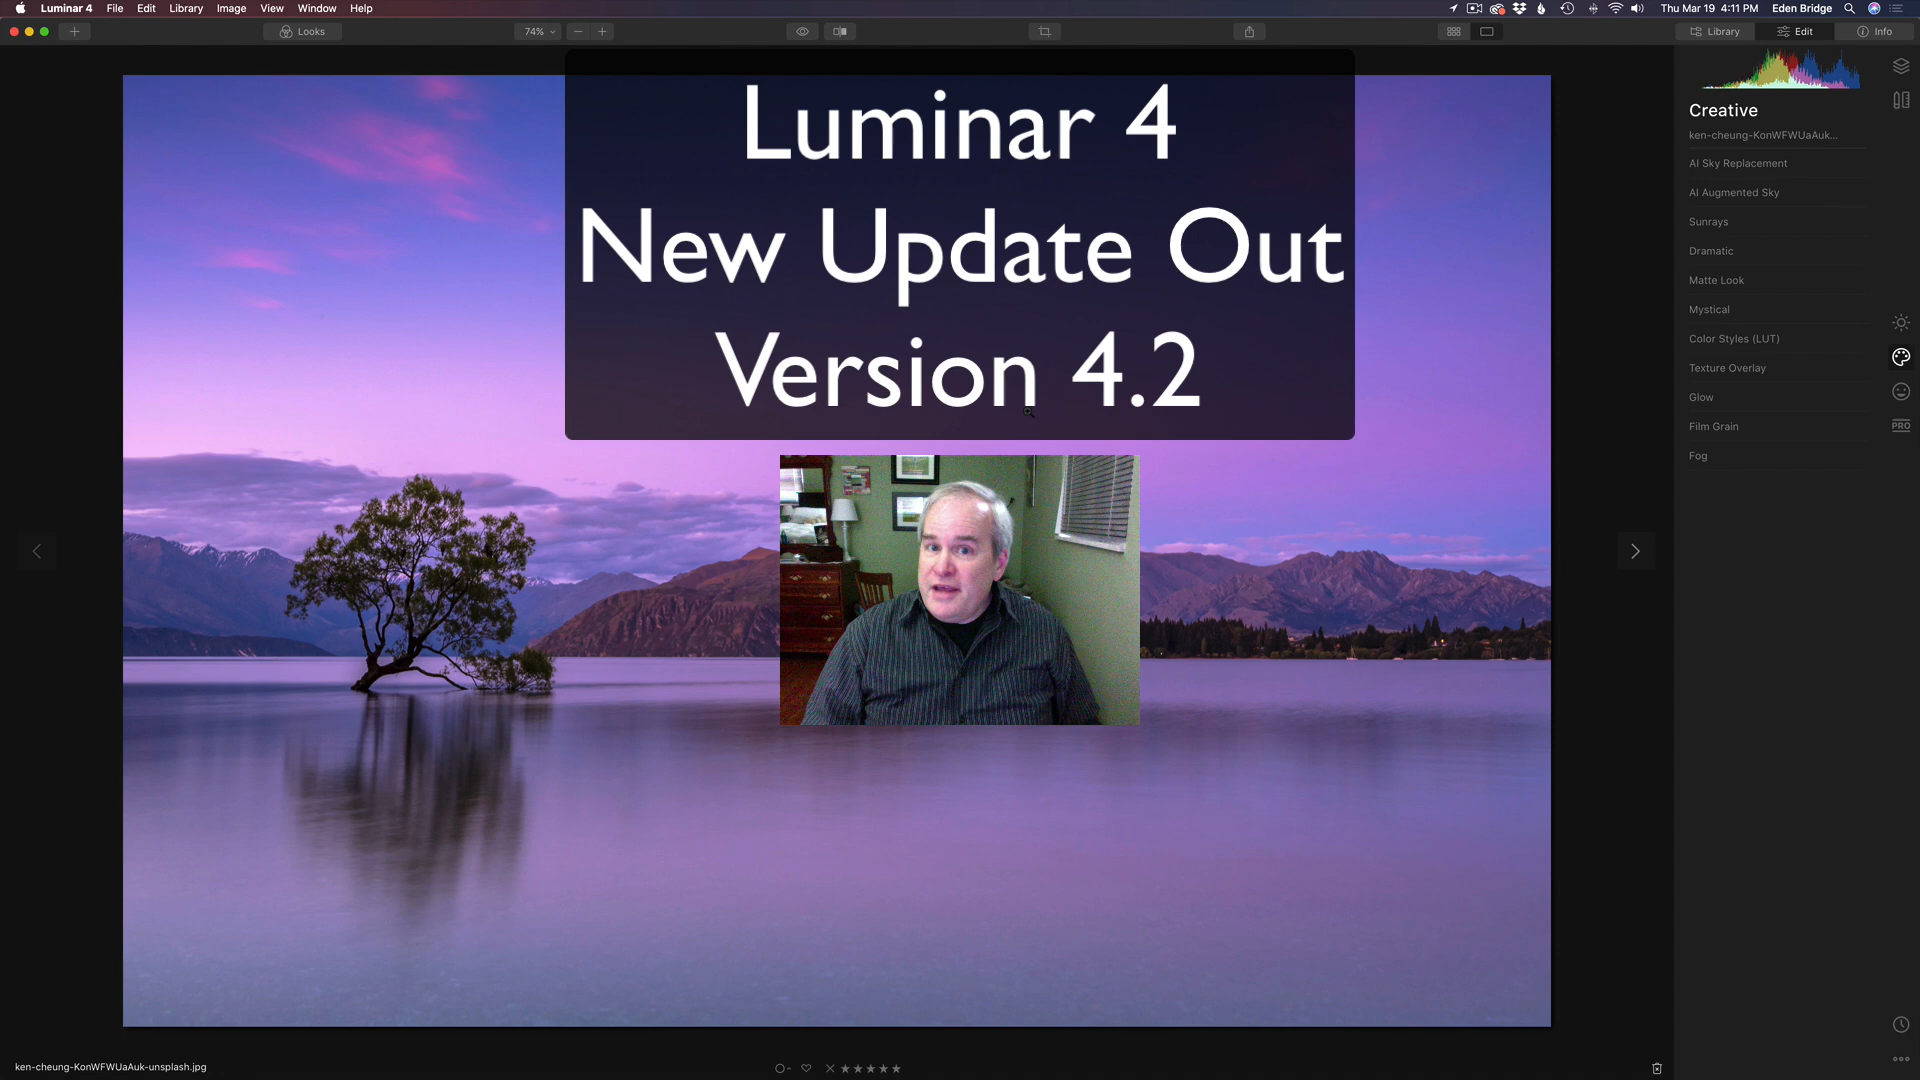 Luminar 4 File Edit Library Image View Window Help Thu Mar 19 4:11 PM Eden Bridge
Looks 74% Library Edit Info
Luminar 4
New Update Out
Version 4.2
Creative
ken-cheung-KonWFWUaAuk...
AI Sky Replacement
AI Augmented Sky
Sunrays
Dramatic
Matte Look
Mystical
Color Styles (LUT)
Texture Overlay
Glow
Film Grain
Fog
PRO
ken-cheung-KonWFWUaAuk-unsplash.jpg